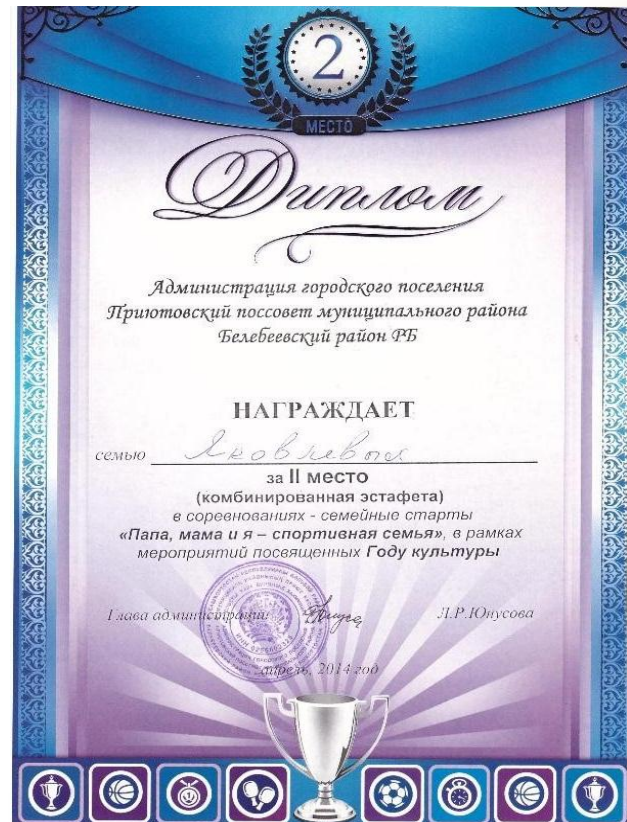 2
МЕСТО
Диплом
Администрация городского поселения
Приютовский поссовет муниципального района
Белебеевский район РБ
НАГРАЖДАЕТ
семью Яковлевых
за II место
(комбинированная эстафета)
в соревнованиях - семейные старты
«Папа, мама и я – спортивная семья», в рамках
мероприятий посвященных Году культуры
Глава администрации Л.Р.Юнусова
апрель, 2014 год